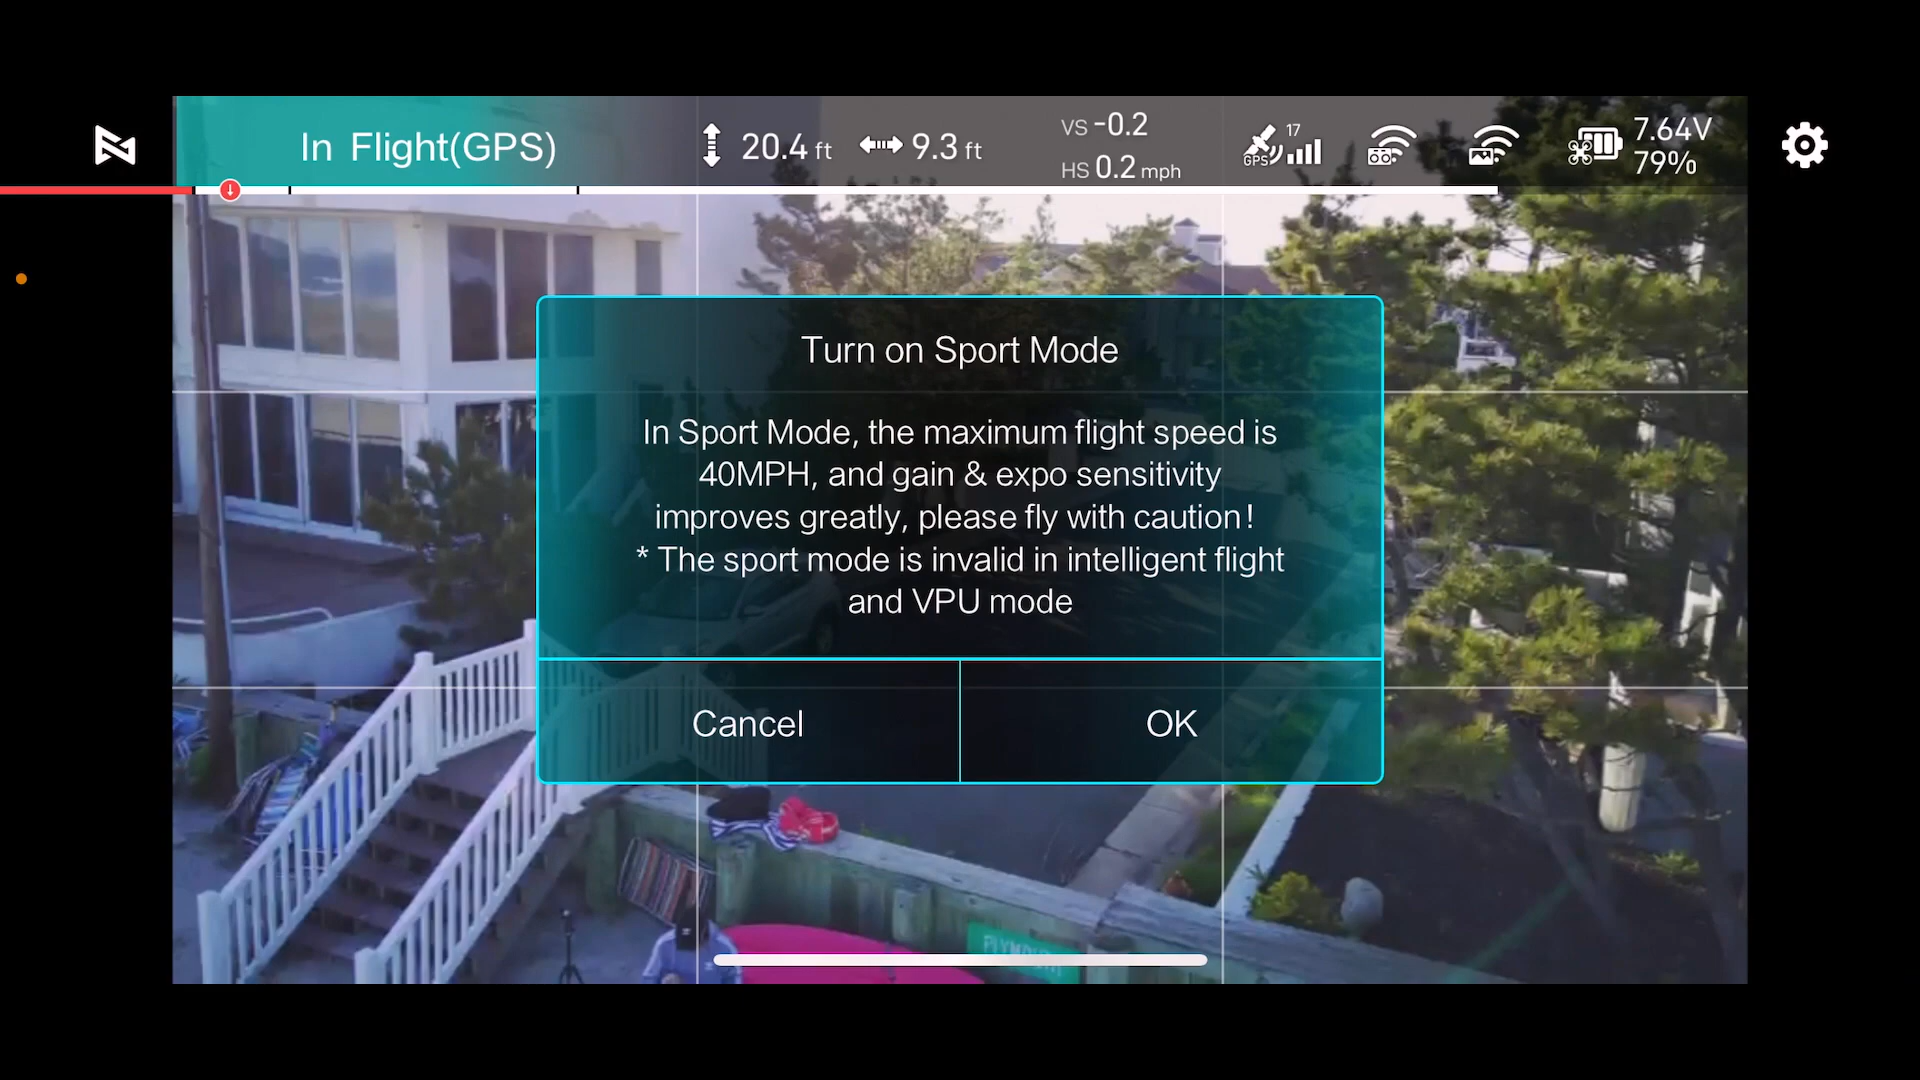 In Flight(GPS)
20.4 ft
9.3 ft
VS -0.2
HS 0.2 mph
GPS
17
7.64V
79%
Turn on Sport Mode
In Sport Mode, the maximum flight speed is
40MPH, and gain & expo sensitivity
improves greatly, please fly with caution!
* The sport mode is invalid in intelligent flight
and VPU mode
Cancel
OK
PLYMOUTH